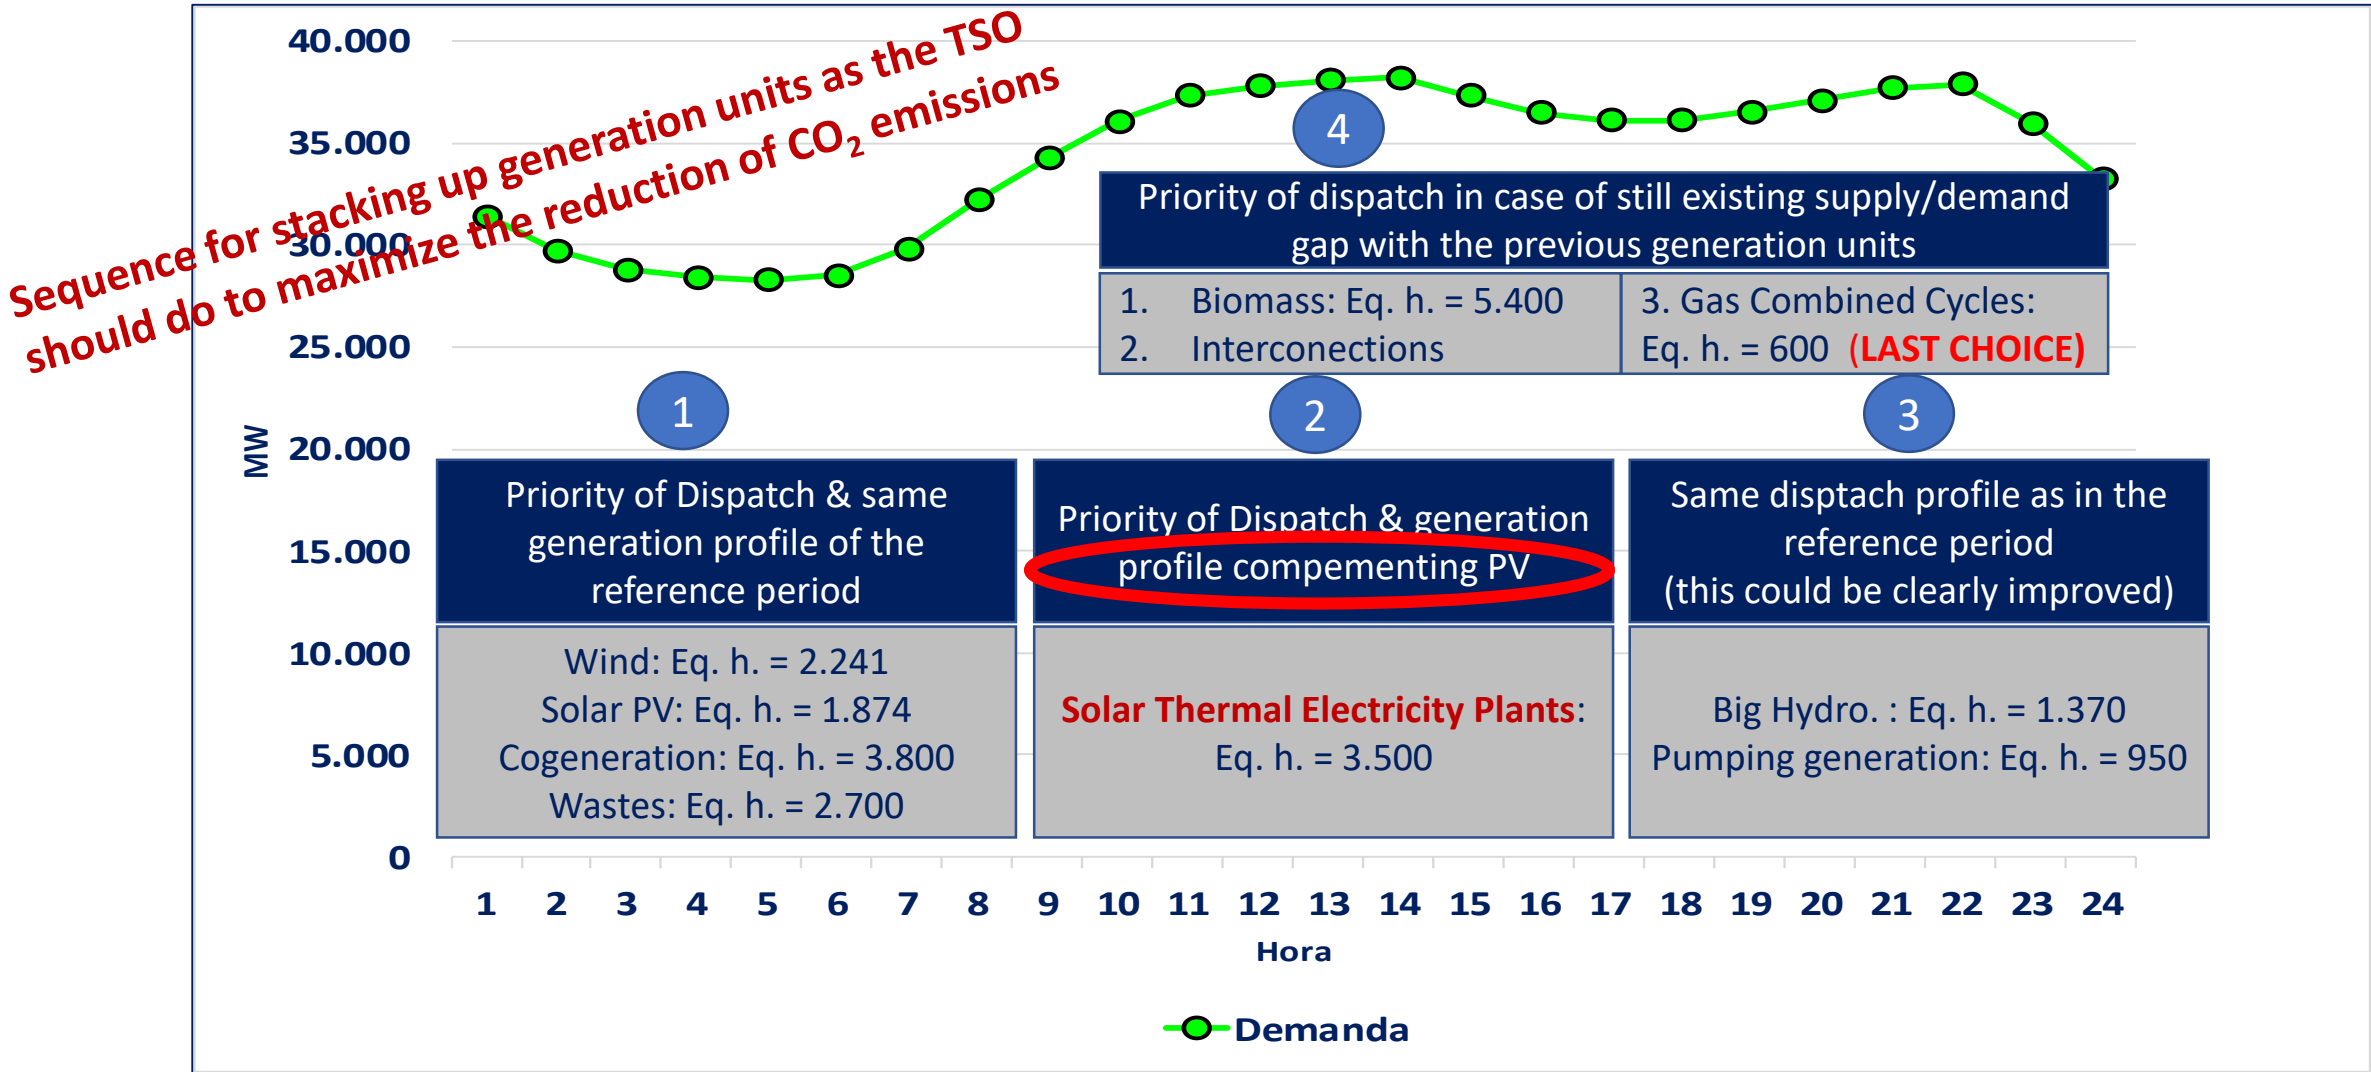 Sequence for stacking up generation units as the TSO
should do to maximize the reduction of CO₂ emissions
40.000
35.000
30.000
25.000
20.000
15.000
10.000
5.000
0
MW
4
Priority of dispatch in case of still existing supply/demand
gap with the previous generation units
1. Biomass: Eq. h. = 5.400
2. Interconections
3. Gas Combined Cycles:
Eq. h. = 600 (LAST CHOICE)
1
Priority of Dispatch & same
generation profile of the
reference period
Wind: Eq. h. = 2.241
Solar PV: Eq. h. = 1.874
Cogeneration: Eq. h. = 3.800
Wastes: Eq. h. = 2.700
2
Priority of Dispatch & generation
profile compementing PV
Solar Thermal Electricity Plants:
Eq. h. = 3.500
3
Same disptach profile as in the
reference period
(this could be clearly improved)
Big Hydro. : Eq. h. = 1.370
Pumping generation: Eq. h. = 950
1 2 3 4 5 6 7 8 9 10 11 12 13 14 15 16 17 18 19 20 21 22 23 24
Hora
Demanda